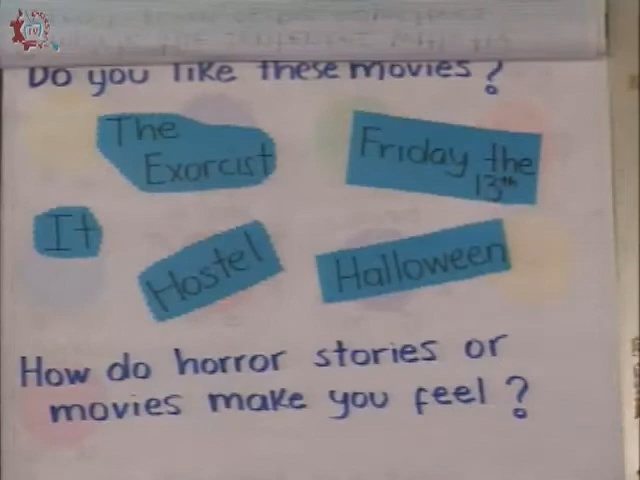 Do you like these movies?
The
Exorcist
Friday the
13th
It
Hostel
Halloween
How do horror stories or
movies make you feel?